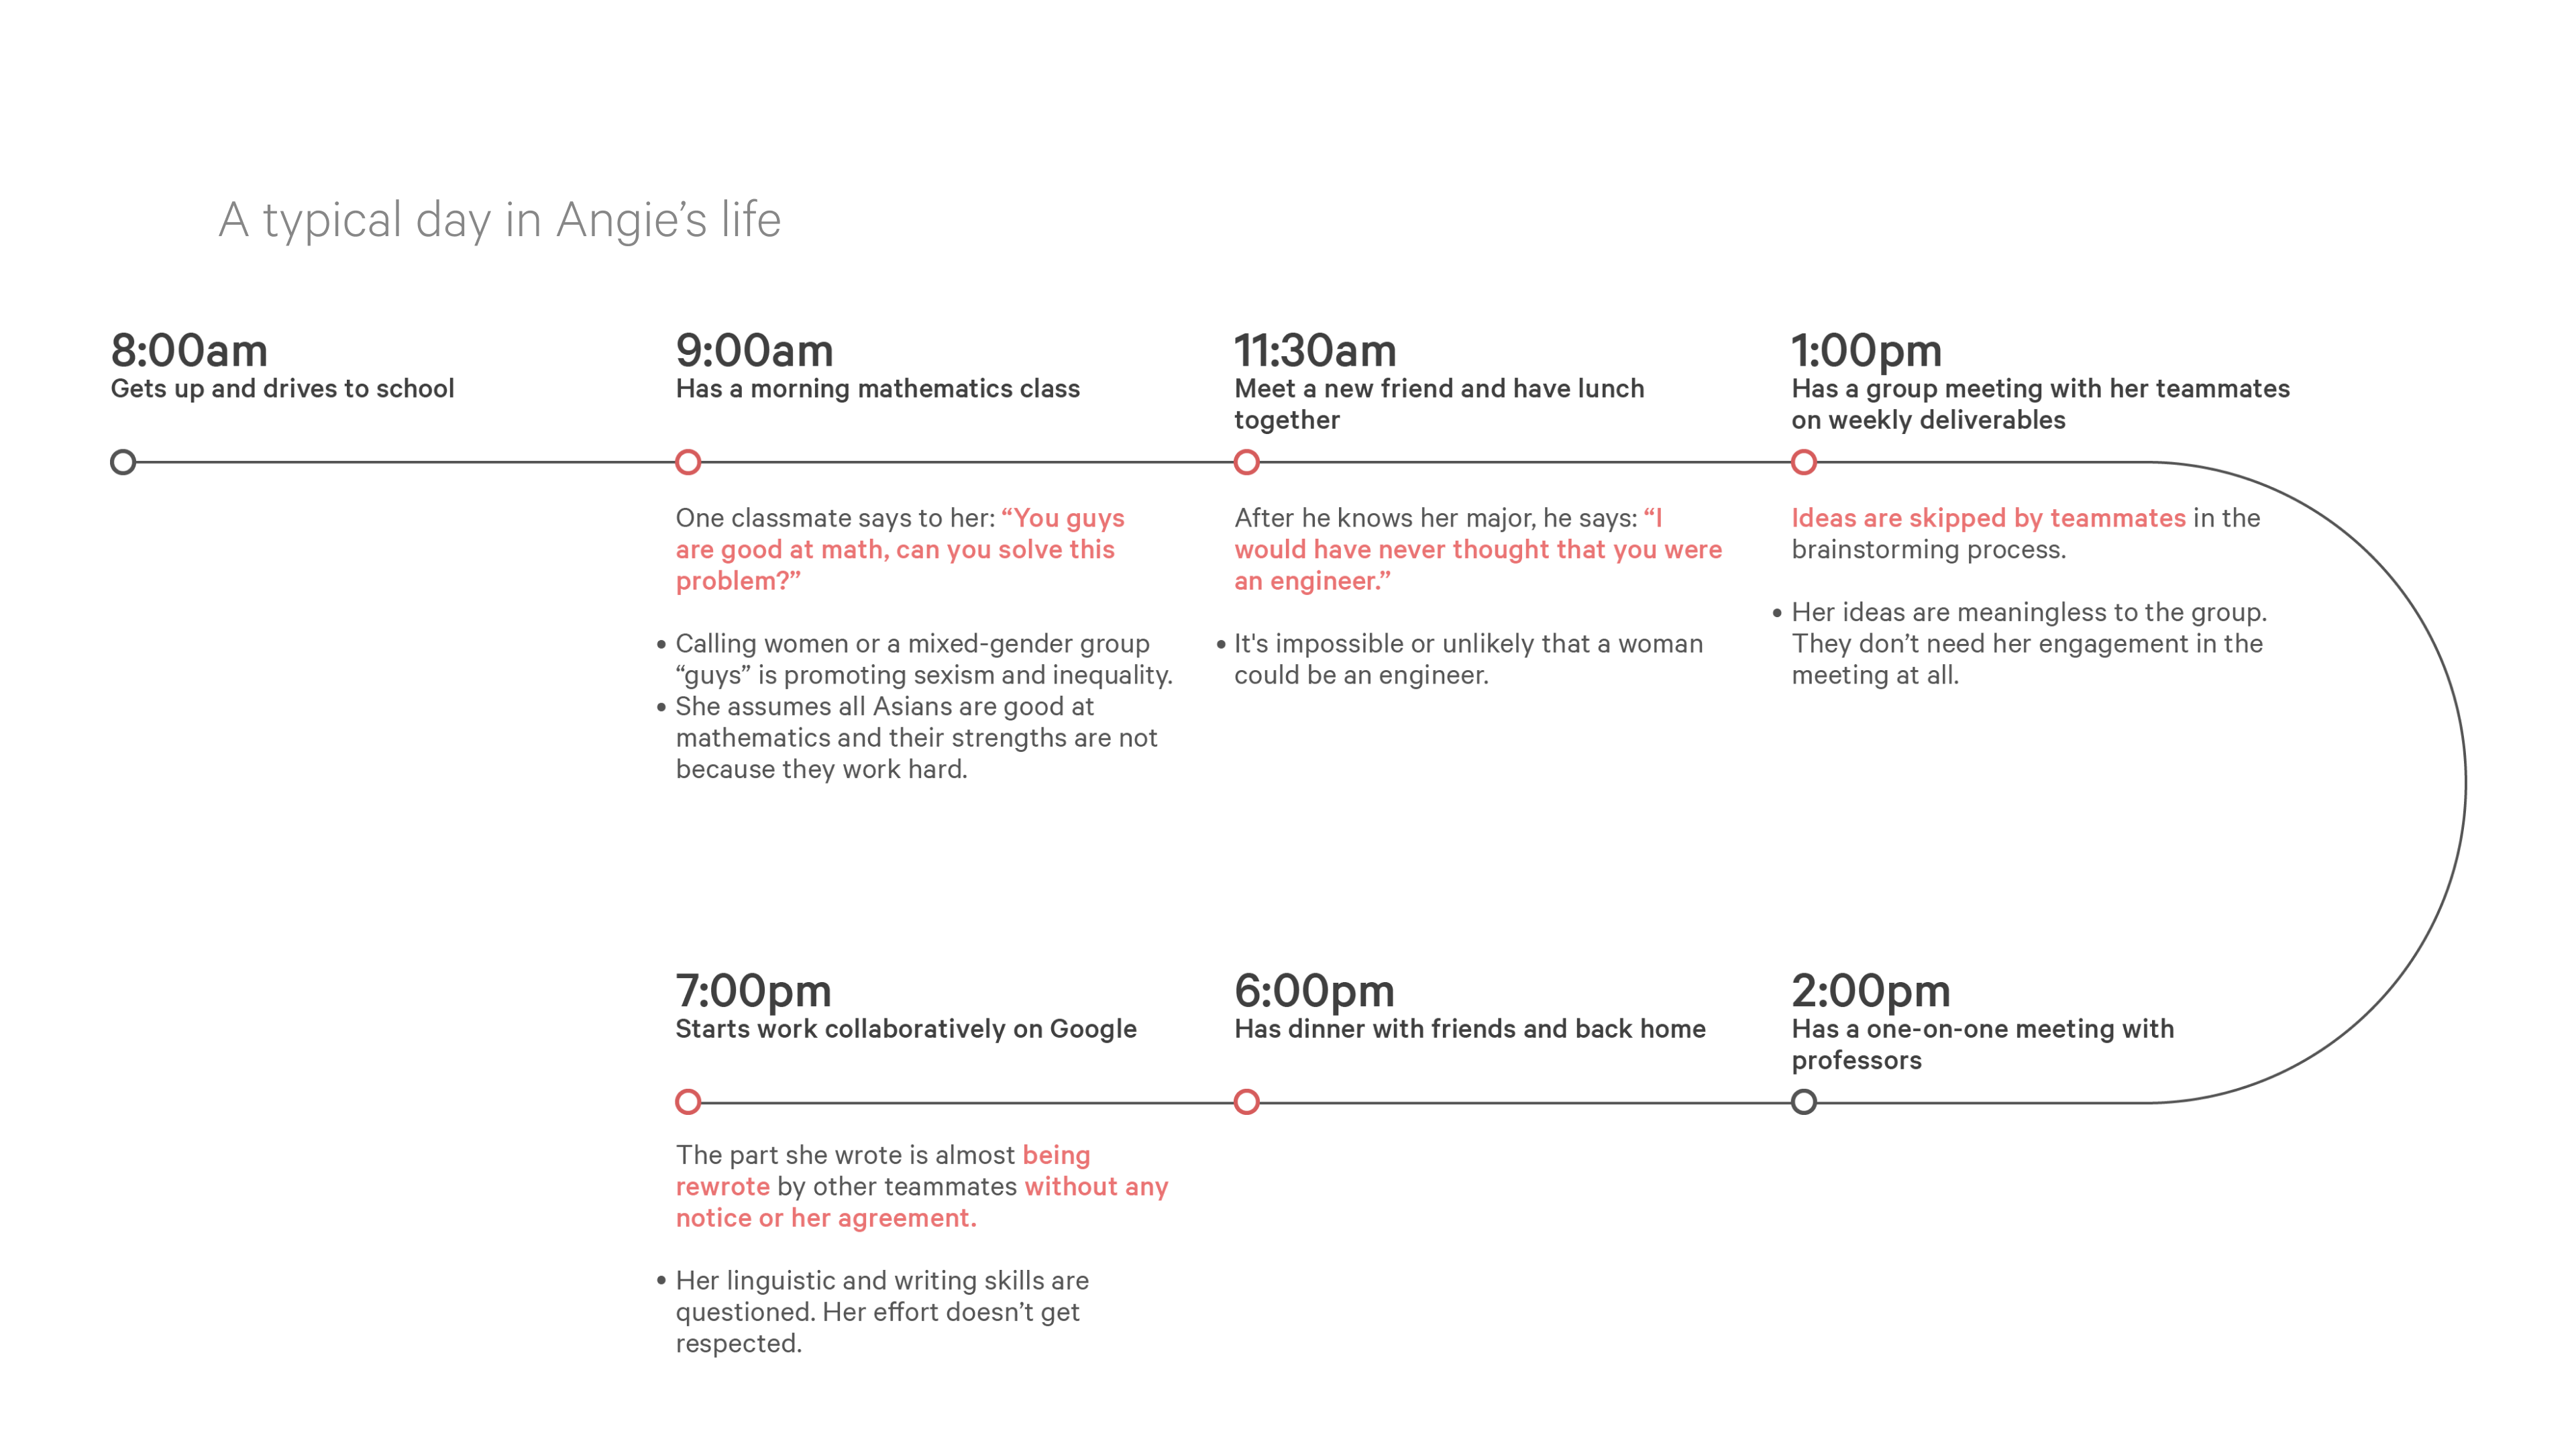 A typical day in Angie’s life
8:00am
Gets up and drives to school
9:00am
Has a morning mathematics class
One classmate says to her: “You guys
are good at math, can you solve this
problem?”
• Calling women or a mixed-gender group
“guys” is promoting sexism and inequality.
• She assumes all Asians are good at
mathematics and their strengths are not
because they work hard.
11:30am
Meet a new friend and have lunch
together
After he knows her major, he says: “I
would have never thought that you were
an engineer.”
• It's impossible or unlikely that a woman
could be an engineer.
1:00pm
Has a group meeting with her teammates
on weekly deliverables
Ideas are skipped by teammates in the
brainstorming process.
• Her ideas are meaningless to the group.
They don’t need her engagement in the
meeting at all.
2:00pm
Has a one-on-one meeting with
professors
6:00pm
Has dinner with friends and back home
7:00pm
Starts work collaboratively on Google
The part she wrote is almost being
rewrote by other teammates without any
notice or her agreement.
• Her linguistic and writing skills are
questioned. Her effort doesn’t get
respected.